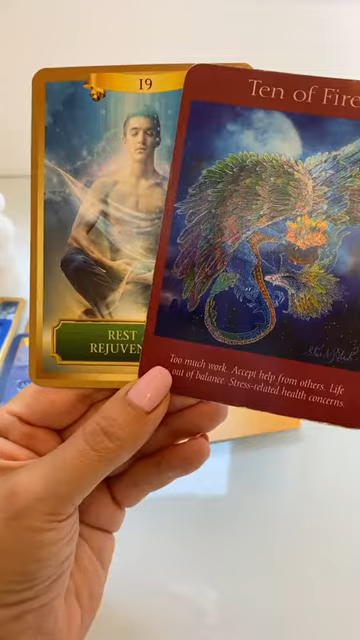 19
REST
REJUVEN
Ten of Fire
Too much work. Accept help from others. Life
out of balance. Stress-related health concerns.